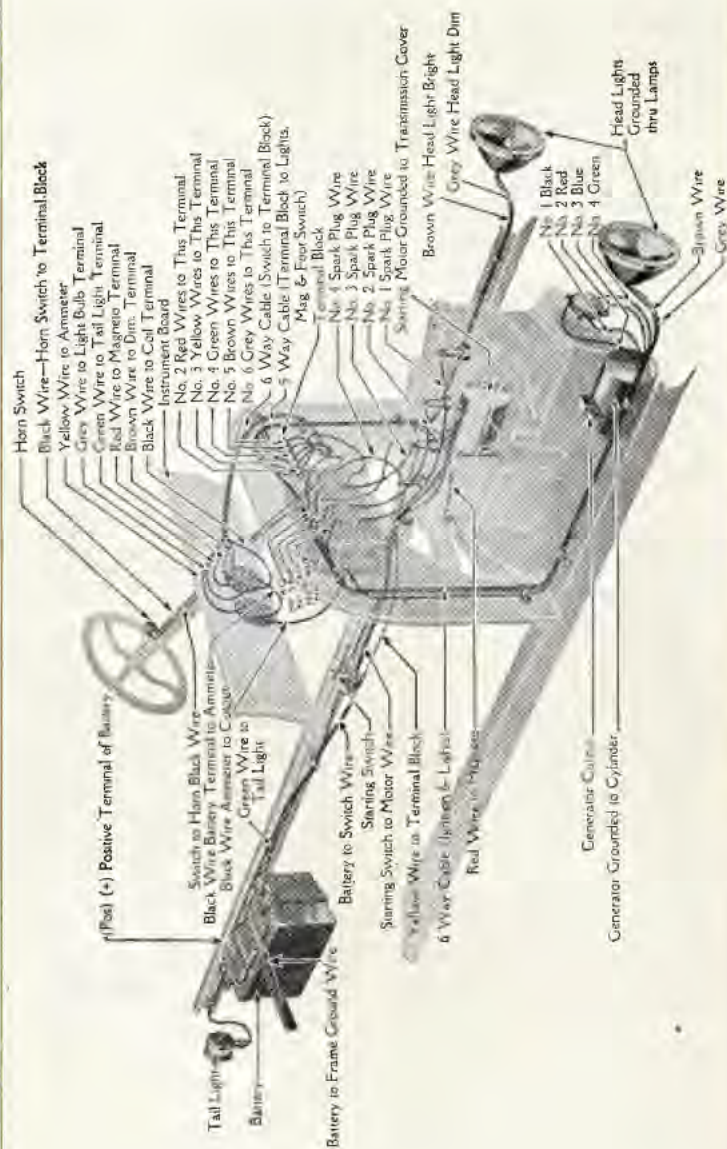 Horn Switch
Black Wire—Horn Switch to Terminal Block
Yellow Wire to Ammeter
Grey Wire to Light Bulb Terminal
Green Wire to Tail Light Terminal
Red Wire to Magneto Terminal
Brown Wire to Dim. Terminal
Black Wire to Coil Terminal
Instrument Board
No. 2 Red Wires to This Terminal
No. 3 Yellow Wires to This Terminal
No. 4 Green Wires to This Terminal
No. 5 Brown Wires to This Terminal
No. 6 Grey Wires to This Terminal
6 Way Cable (Switch to Terminal Block)
5 Way Cable (Terminal Block to Lights,
Mag & Foot Switch)
Terminal Block
No. 4 Spark Plug Wire
No. 3 Spark Plug Wire
No. 2 Spark Plug Wire
No. 1 Spark Plug Wire
Starting Motor Grounded to Transmission Cover
Brown Wire Head Light Bright
Grey Wire Head Light Dim
Head Lights
Grounded
thru Lamps
No. 1 Black
No. 2 Red
No. 3 Blue
No. 4 Green
Brown Wire
Grey Wire
(Pos) (+) Positive Terminal of Battery
Switch to Horn Black Wire
Black Wire Battery Terminal to Ammeter
Black Wire Ammeter to Cutout
Green Wire to
Tail Light
Battery to Switch Wire
Starting Switch
Starting Switch to Motor Wire
Yellow Wire to Terminal Block
6 Way Cable
Red Wire to
Generator Cutout
Generator Grounded to Cylinder
Tail Light
Battery
Battery to Frame Ground Wire